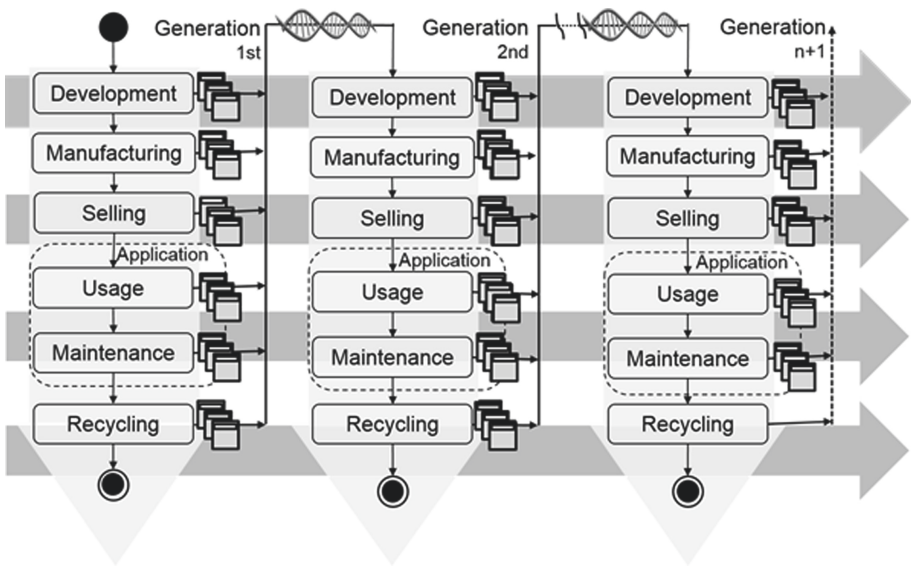 Generation
1st
Development
Manufacturing
Selling
Application
Usage
Maintenance
Recycling
Generation
2nd
Development
Manufacturing
Selling
Application
Usage
Maintenance
Recycling
Generation
n+1
Development
Manufacturing
Selling
Application
Usage
Maintenance
Recycling